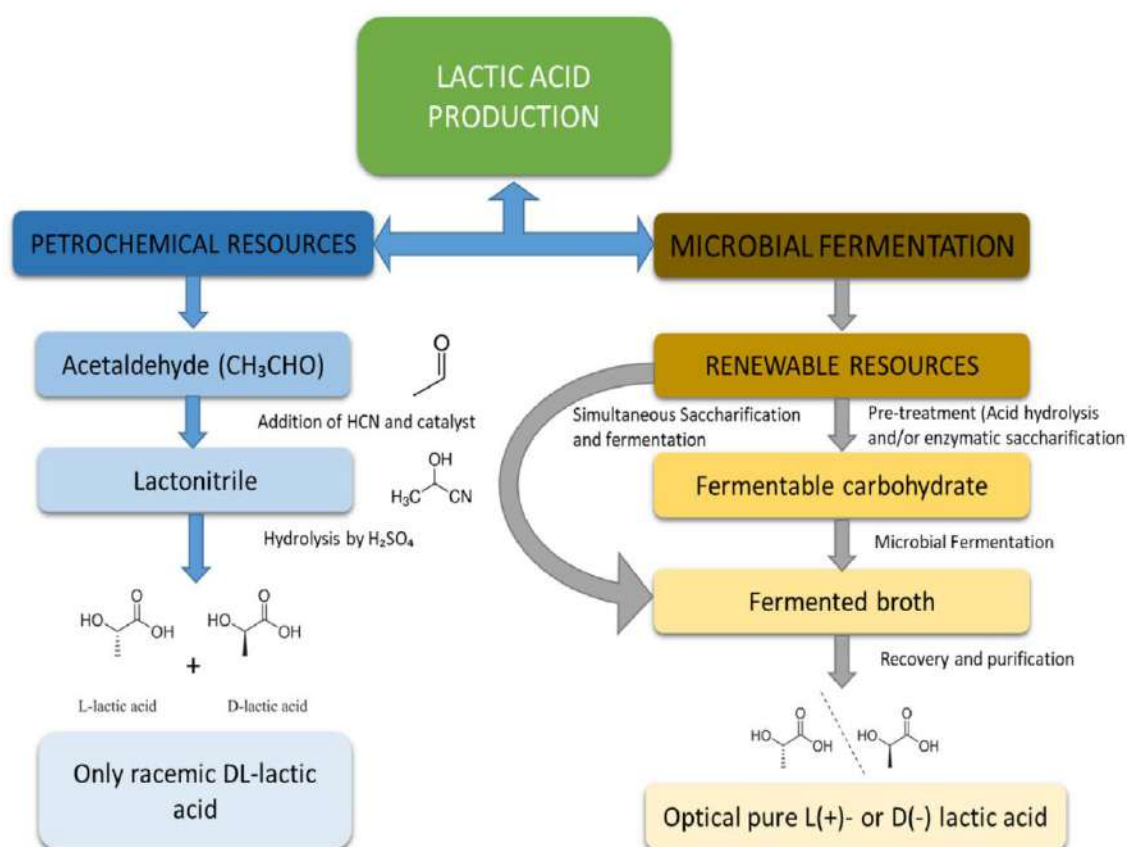 LACTIC ACID
PRODUCTION
PETROCHEMICAL RESOURCES
Acetaldehyde (CH₃CHO)
O
Addition of HCN and catalyst
Lactonitrile
OH
H₃C CN
Hydrolysis by H₂SO₄
O
HO
OH
+
O
HO
OH
L-lactic acid
D-lactic acid
Only racemic DL-lactic
acid
MICROBIAL FERMENTATION
RENEWABLE RESOURCES
Simultaneous Saccharification
and fermentation
Pre-treatment (Acid hydrolysis
and/or enzymatic saccharification
Fermentable carbohydrate
Microbial Fermentation
Fermented broth
Recovery and purification
O
HO
OH
O
HO
OH
Optical pure L(+)- or D(-) lactic acid